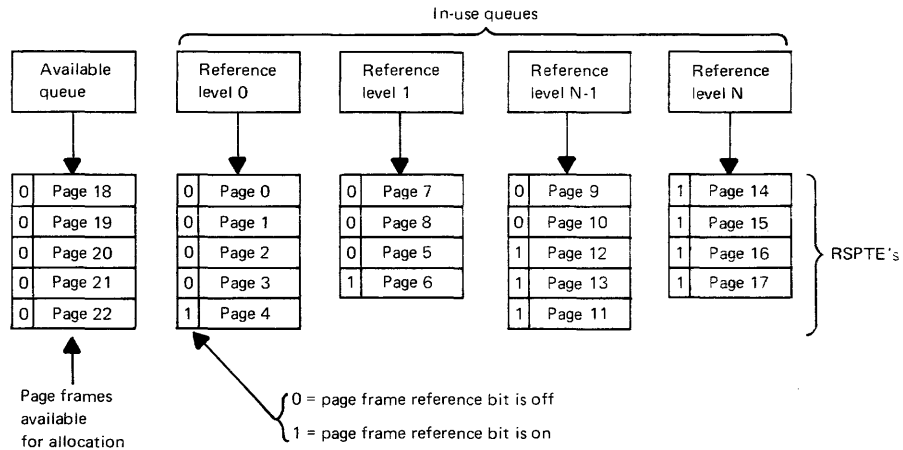 In-use queues
Available
queue
Reference
level 0
Reference
level 1
Reference
level N-1
Reference
level N
0 Page 18
0 Page 19
0 Page 20
0 Page 21
0 Page 22
0 Page 0
0 Page 1
0 Page 2
0 Page 3
1 Page 4
0 Page 7
0 Page 8
0 Page 5
1 Page 6
0 Page 9
0 Page 10
1 Page 12
1 Page 13
1 Page 11
1 Page 14
1 Page 15
1 Page 16
1 Page 17
RSPTE's
Page frames
available
for allocation
0 = page frame reference bit is off
1 = page frame reference bit is on